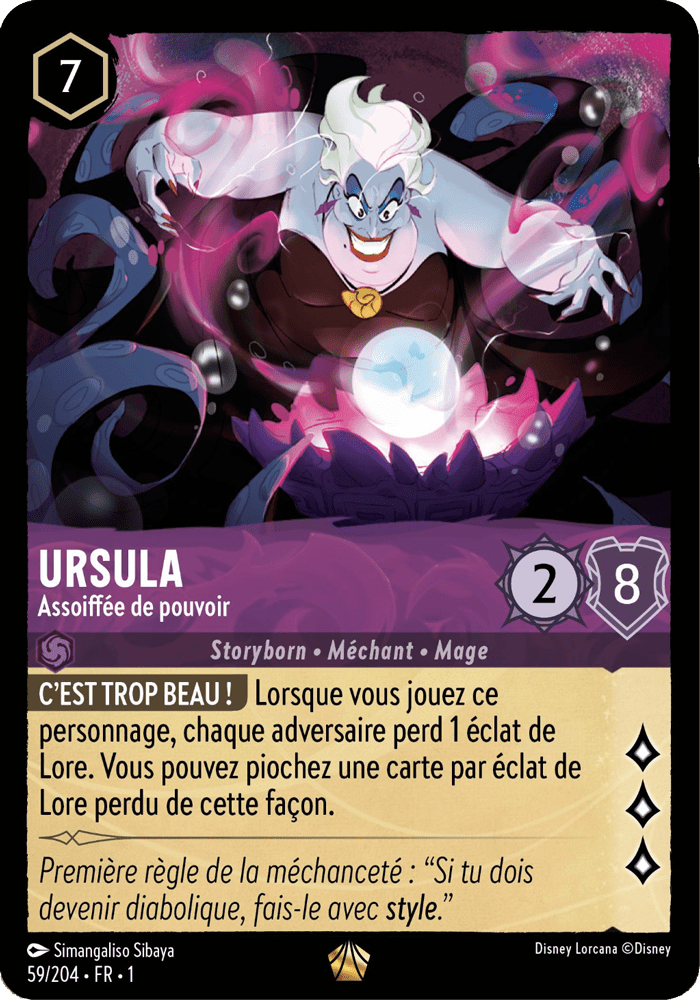 7
URSULA
Assoiffée de pouvoir
2
8
Storyborn • Méchant • Mage
C'EST TROP BEAU ! Lorsque vous jouez ce
personnage, chaque adversaire perd 1 éclat de
Lore. Vous pouvez piochez une carte par éclat de
Lore perdu de cette façon.
Première règle de la méchanceté : “Si tu dois
devenir diabolique, fais-le avec style.”
Simangaliso Sibaya
59/204 • FR • 1
Disney Lorcana ©Disney